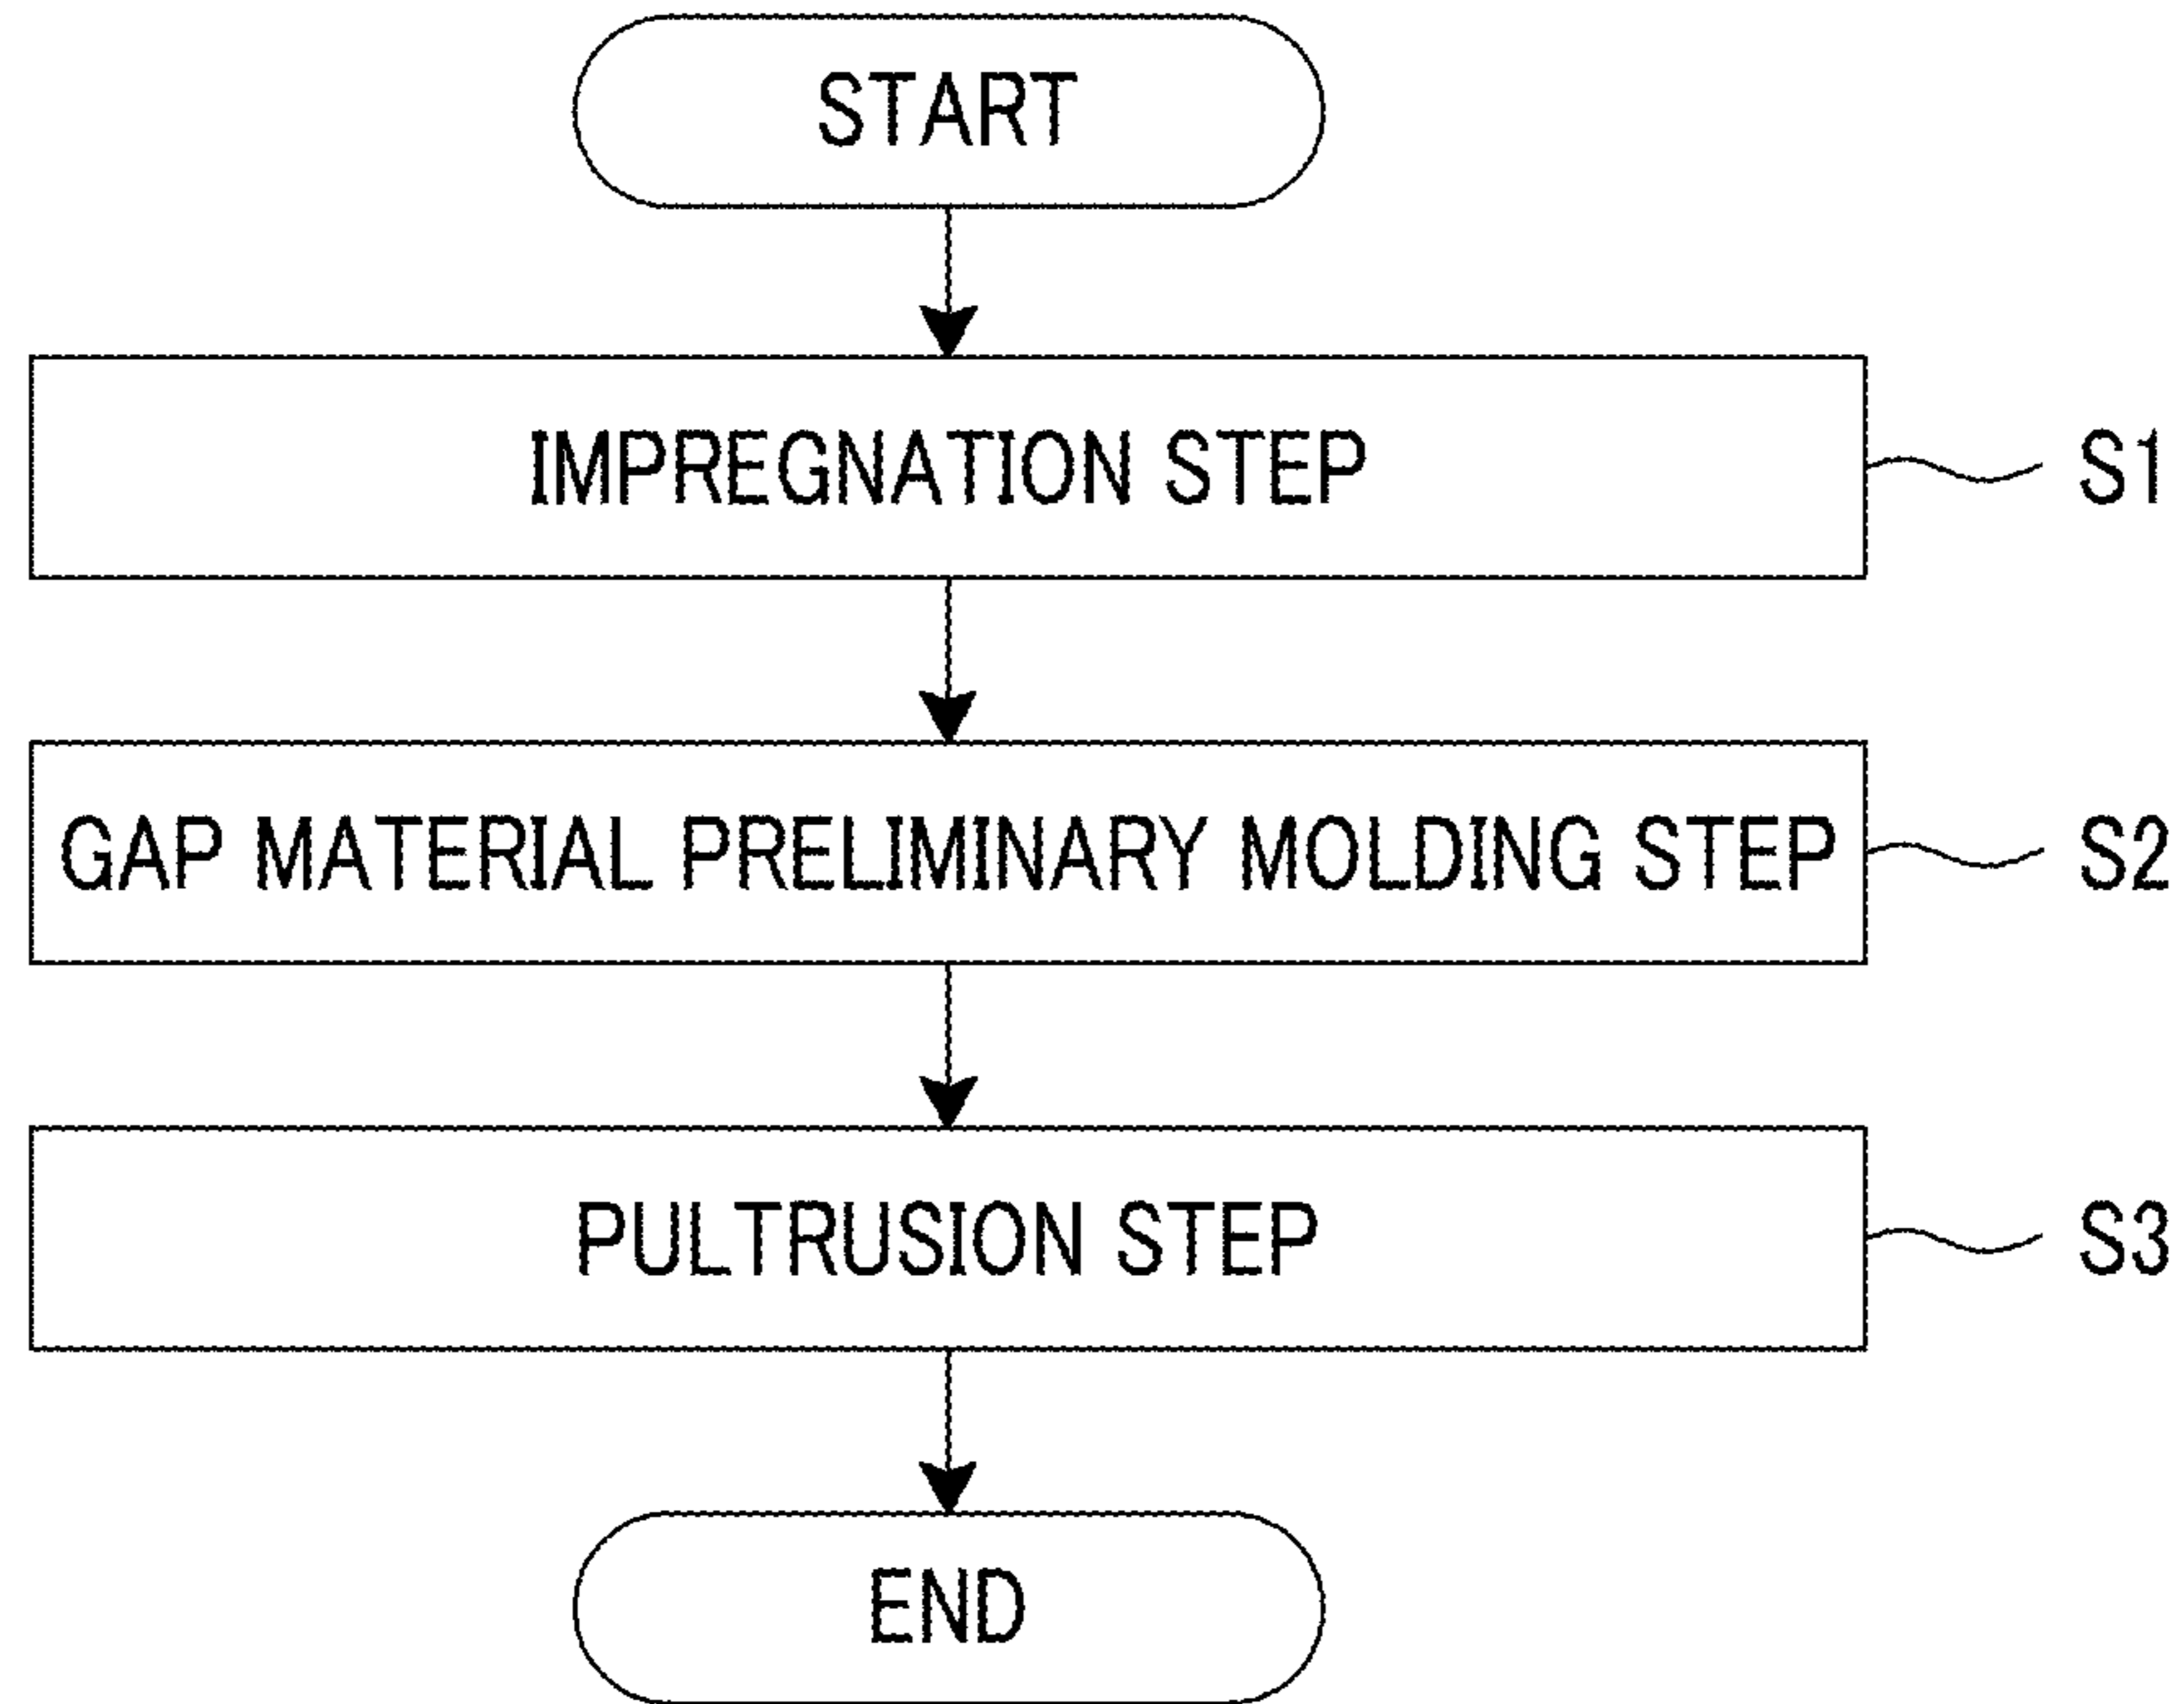 START
IMPREGNATION STEP
S1
GAP MATERIAL PRELIMINARY MOLDING STEP
S2
PULTRUSION STEP
S3
END